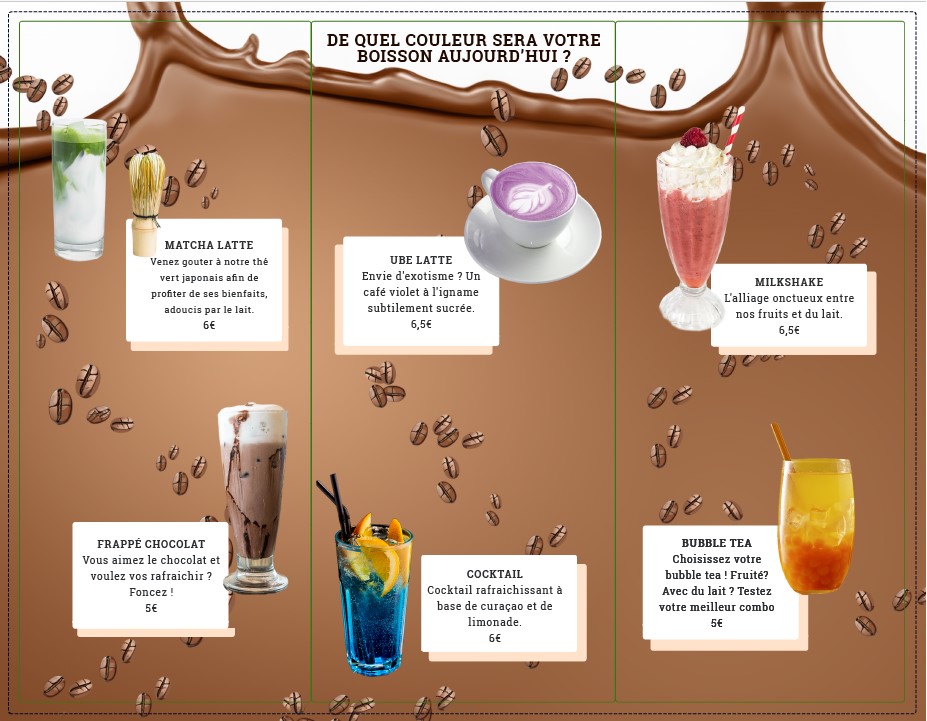 DE QUEL COULEUR SERA VOTRE
BOISSON AUJOURD'HUI ?
MATCHA LATTE
Venez gouter à notre thé
vert japonais afin de
profiter de ses bienfaits,
adoucis par le lait.
6€
UBE LATTE
Envie d'exotisme ? Un
café violet à l'igname
subtilement sucrée.
6,5€
MILKSHAKE
L'alliage onctueux entre
nos fruits et du lait.
6,5€
FRAPPÉ CHOCOLAT
Vous aimez le chocolat et
voulez vos rafraichir ?
Foncez !
5€
COCKTAIL
Cocktail rafraichissant à
base de curaçao et de
limonade.
6€
BUBBLE TEA
Choisissez votre
bubble tea ! Fruité?
Avec du lait ? Testez
votre meilleur combo
5€